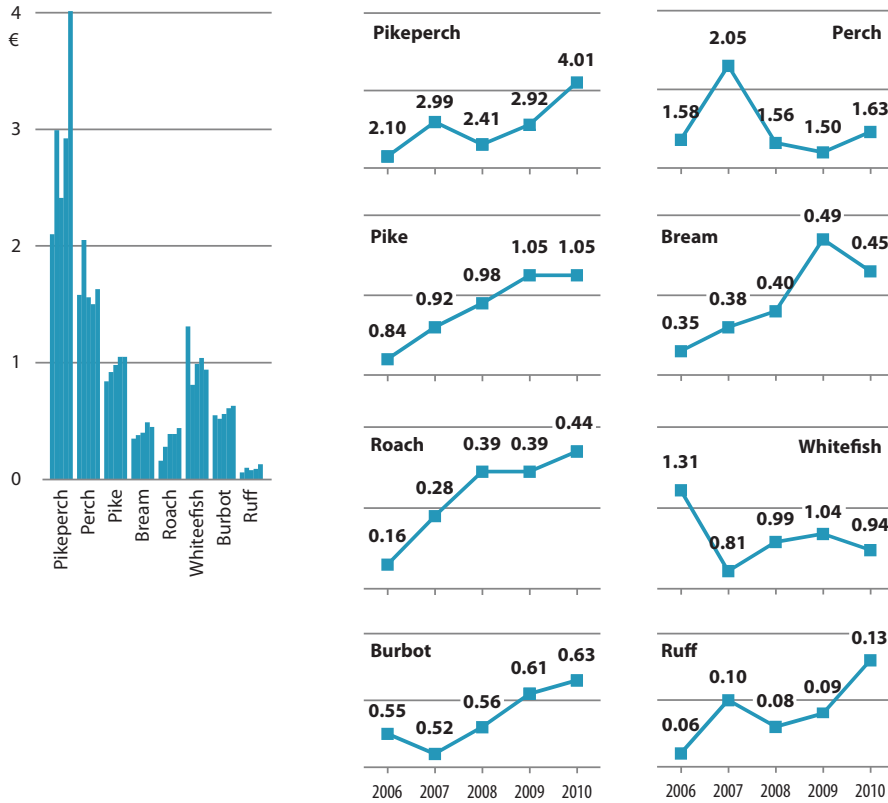 4
€
3
2
1
0
Pikeperch
Perch
Pike
Bream
Roach
Whiteefish
Burbot
Ruff
Pikeperch
2.10
2.99
2.41
2.92
4.01
Perch
1.58
2.05
1.56
1.50
1.63
Pike
0.84
0.92
0.98
1.05
1.05
Bream
0.35
0.38
0.40
0.49
0.45
Roach
0.16
0.28
0.39
0.39
0.44
Whitefish
1.31
0.81
0.99
1.04
0.94
Burbot
0.55
0.52
0.56
0.61
0.63
Ruff
0.06
0.10
0.08
0.09
0.13
2006 2007 2008 2009 2010
2006 2007 2008 2009 2010